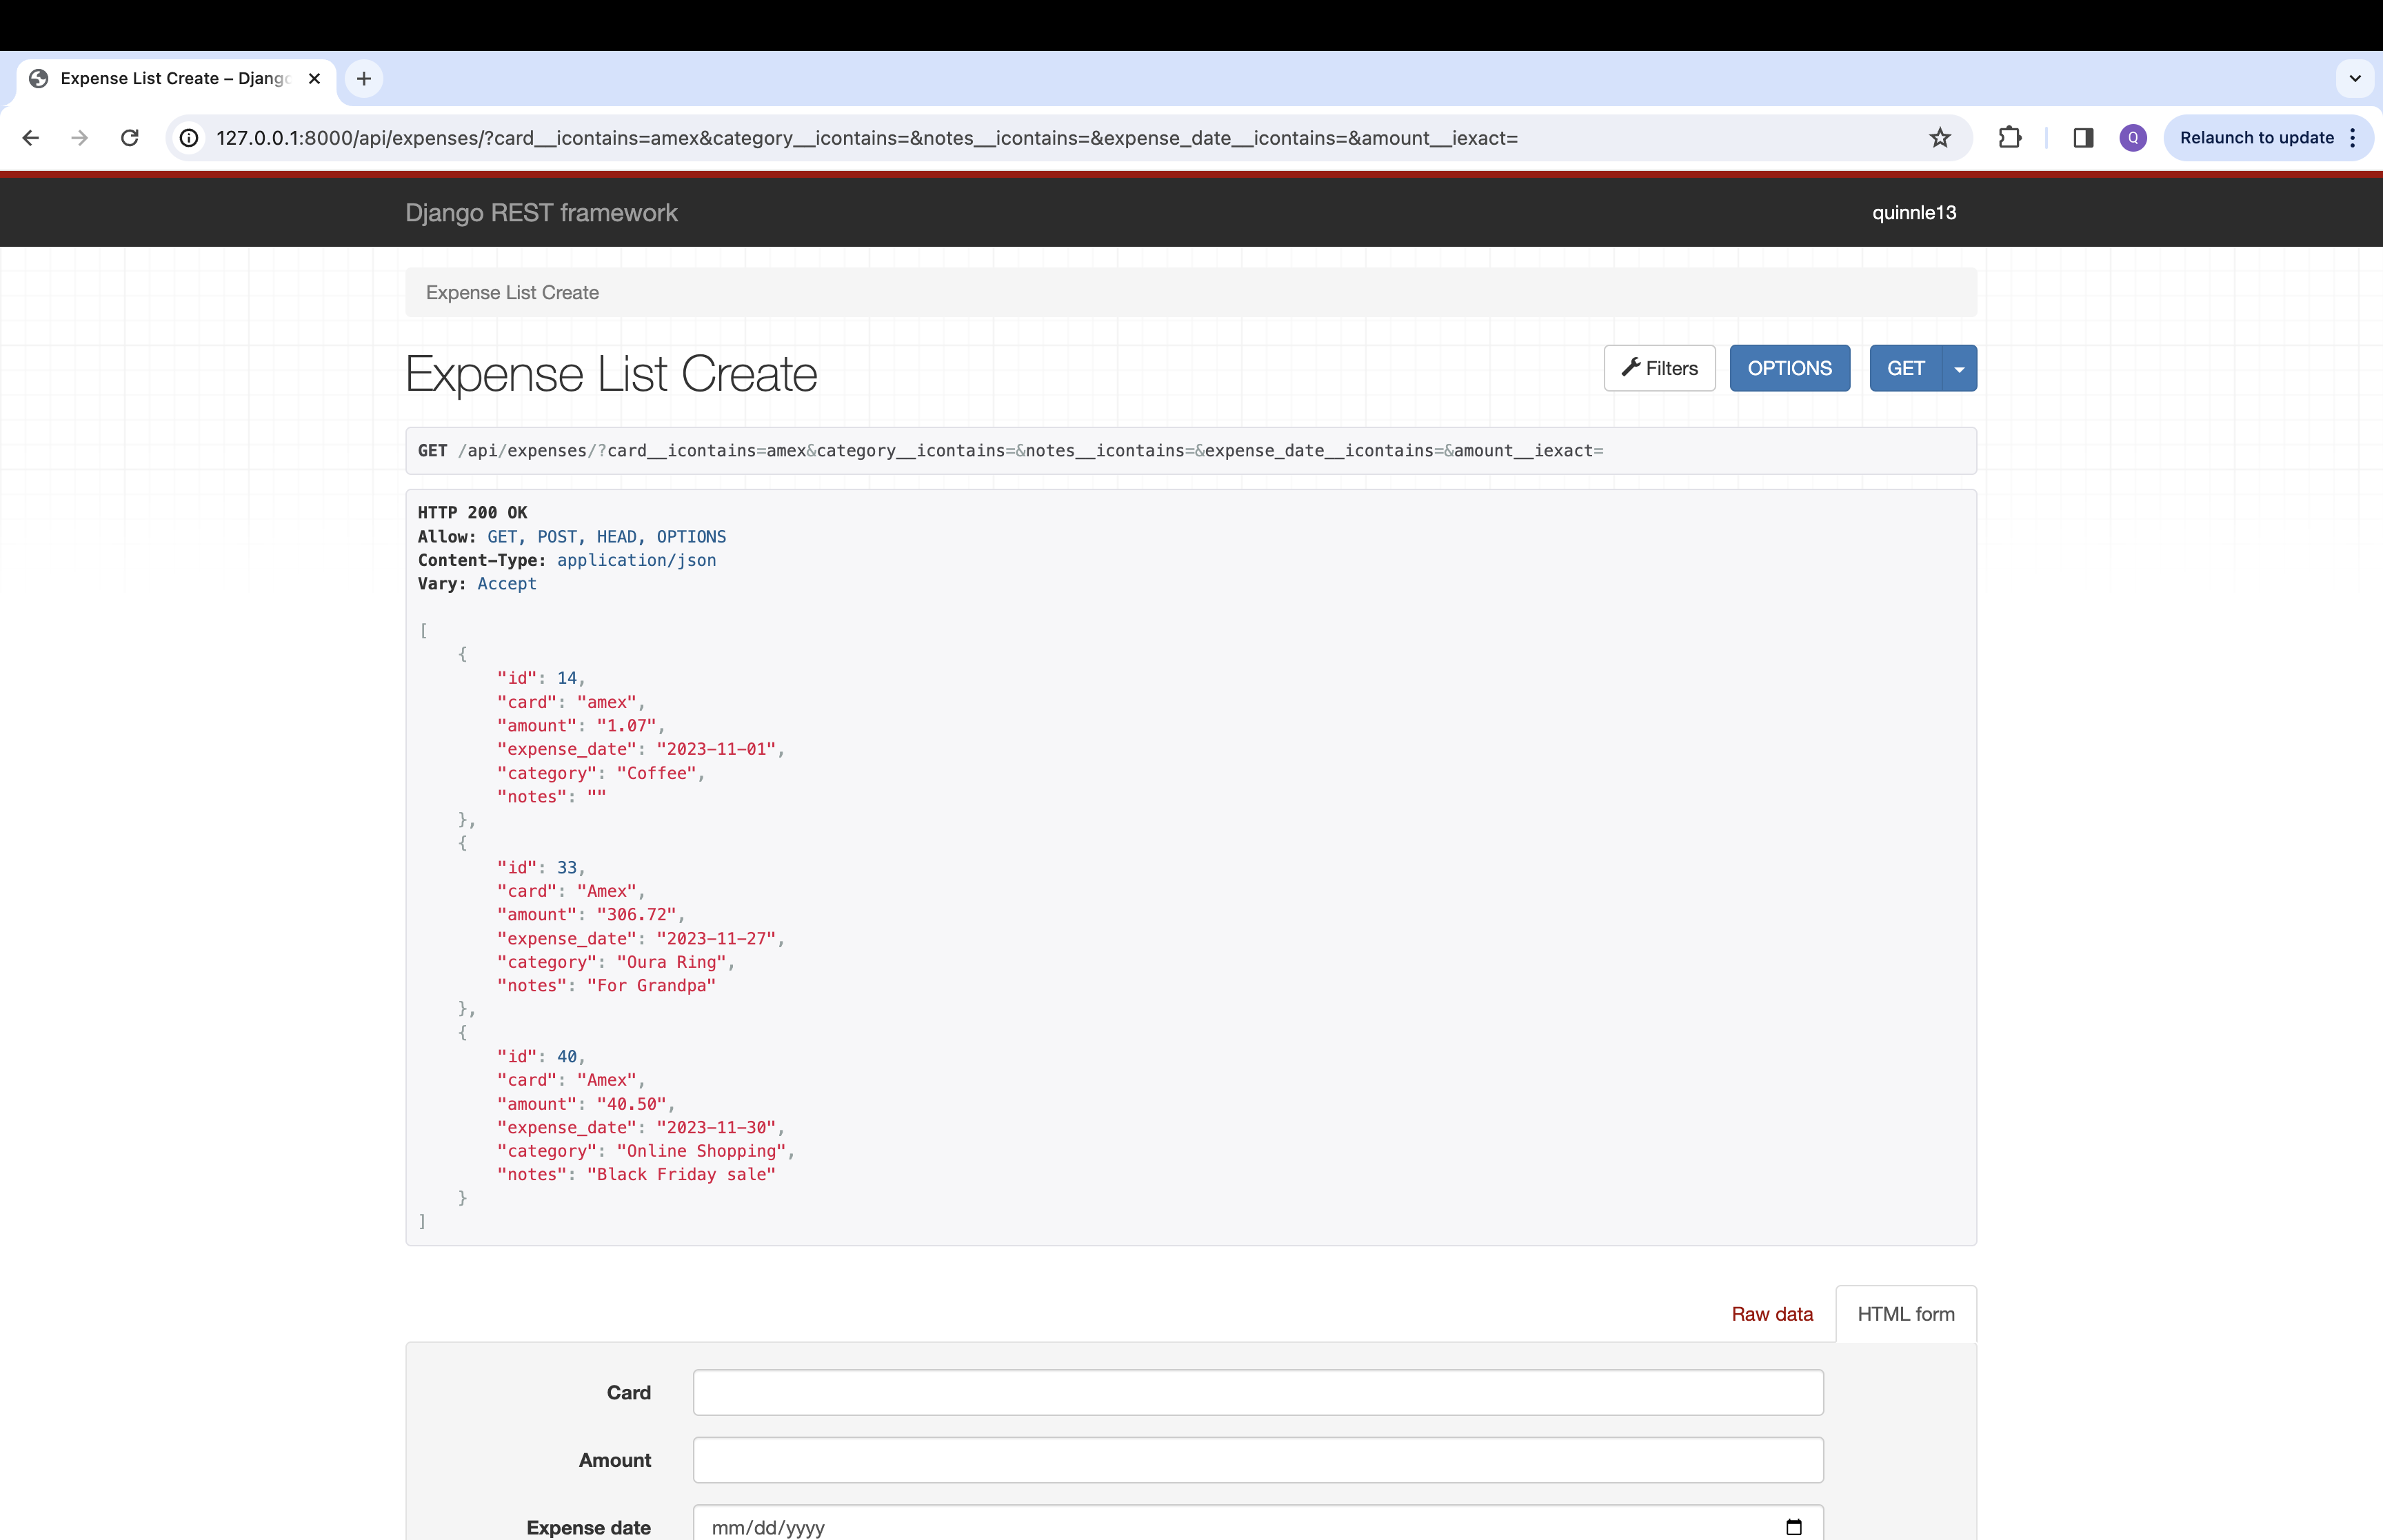 Expense List Create – Djang
127.0.0.1:8000/api/expenses/?card__icontains=amex&category__icontains=&notes__icontains=&expense_date__icontains=&amount__iexact=
Q
Relaunch to update
Django REST framework
quinnle13
Expense List Create
Expense List Create
Filters
OPTIONS
GET
GET /api/expenses/?card__icontains=amex&category__icontains=&notes__icontains=&expense_date__icontains=&amount__iexact=
HTTP 200 OK
Allow: GET, POST, HEAD, OPTIONS
Content-Type: application/json
Vary: Accept
[
    {
        "id": 14,
        "card": "amex",
        "amount": "1.07",
        "expense_date": "2023-11-01",
        "category": "Coffee",
        "notes": ""
    },
    {
        "id": 33,
        "card": "Amex",
        "amount": "306.72",
        "expense_date": "2023-11-27",
        "category": "Oura Ring",
        "notes": "For Grandpa"
    },
    {
        "id": 40,
        "card": "Amex",
        "amount": "40.50",
        "expense_date": "2023-11-30",
        "category": "Online Shopping",
        "notes": "Black Friday sale"
    }
]
Raw data
HTML form
Card
Amount
Expense date
mm/dd/yyyy